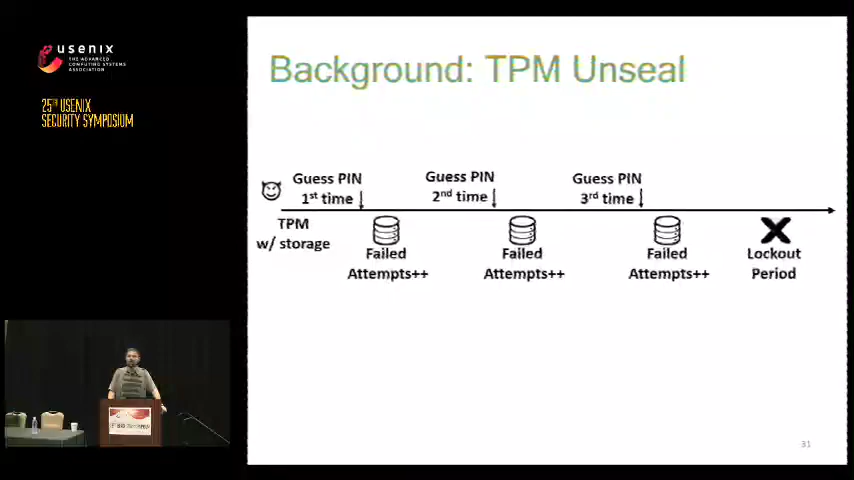 usenix
THE ADVANCED
COMPUTING SYSTEMS
ASSOCIATION
25TH USENIX
SECURITY SYMPOSIUM
Background: TPM Unseal
Guess PIN
1st time
Guess PIN
2nd time
Guess PIN
3rd time
TPM
w/ storage
Failed
Attempts++
Failed
Attempts++
Failed
Attempts++
Lockout
Period
31